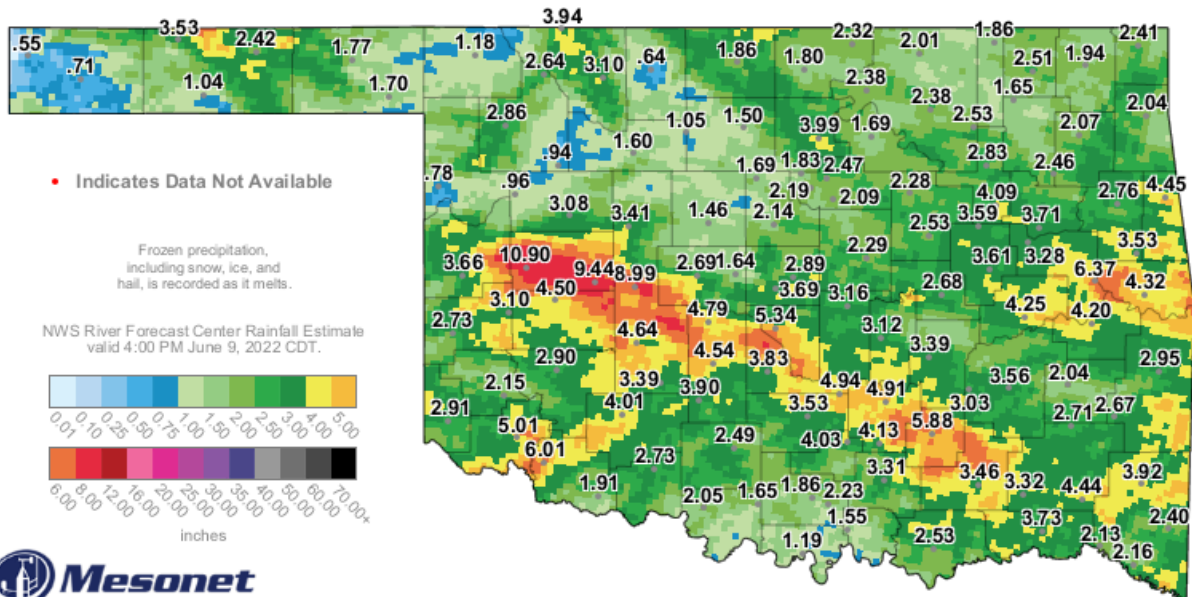 3.94
3.53 2.32 1.86 2.41
.55 2.42 1.77 1.18 1.86 1.80 2.01 2.51 1.94
.71 1.04 1.70 2.64 3.10 .64 2.38 1.65
2.86 1.05 1.50 2.38 2.53 2.04
1.60 3.99 1.69 2.07
.94 1.69 1.83 2.47 2.83 2.46
.78 .96 2.19 2.09 2.28 4.09 2.76 4.45
• Indicates Data Not Available
3.08 3.41 1.46 2.14 2.53 3.59 3.71
2.29 3.53
Frozen precipitation,
including snow, ice, and
hail, is recorded as it melts.
3.66 10.90 9.44 8.99 2.69 1.64 2.89 3.61 3.28 6.37
4.50 3.69 3.16 2.68 4.32
3.10 4.79 5.34 4.25 4.20
NWS River Forecast Center Rainfall Estimate
valid 4:00 PM June 9, 2022 CDT.
2.73 4.64 3.12
2.90 4.54 3.83 3.39 2.95
2.15 3.39 3.90 4.94 4.91 3.56 2.04
2.91 4.01 3.53 3.03 2.71 2.67
0.01 0.10 0.25 0.50 0.75 1.00 1.50 2.00 2.50 3.00 4.00 5.00
5.01 2.49 4.03 4.13 5.88
6.01 2.73 3.31 3.46 3.32 3.92
1.91 2.05 1.65 1.86 2.23 4.44
6.00 8.00 12.00 16.00 20.00 25.00 30.00 35.00 40.00 50.00 60.00 70.00+
inches
1.55 3.73 2.40
1.19 2.53 2.13
2.16
Mesonet